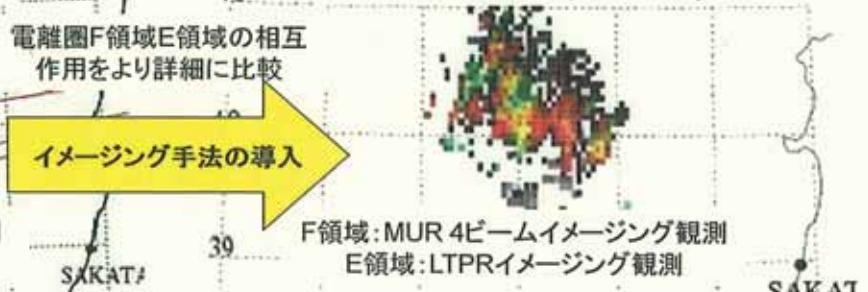 電離圏F領域E領域の相互
作用をより詳細に比較
イメージング手法の導入
F領域:MUR 4ビームイメージング観測
E領域:LTPRイメージング観測
39
SAKATA
SAKAT